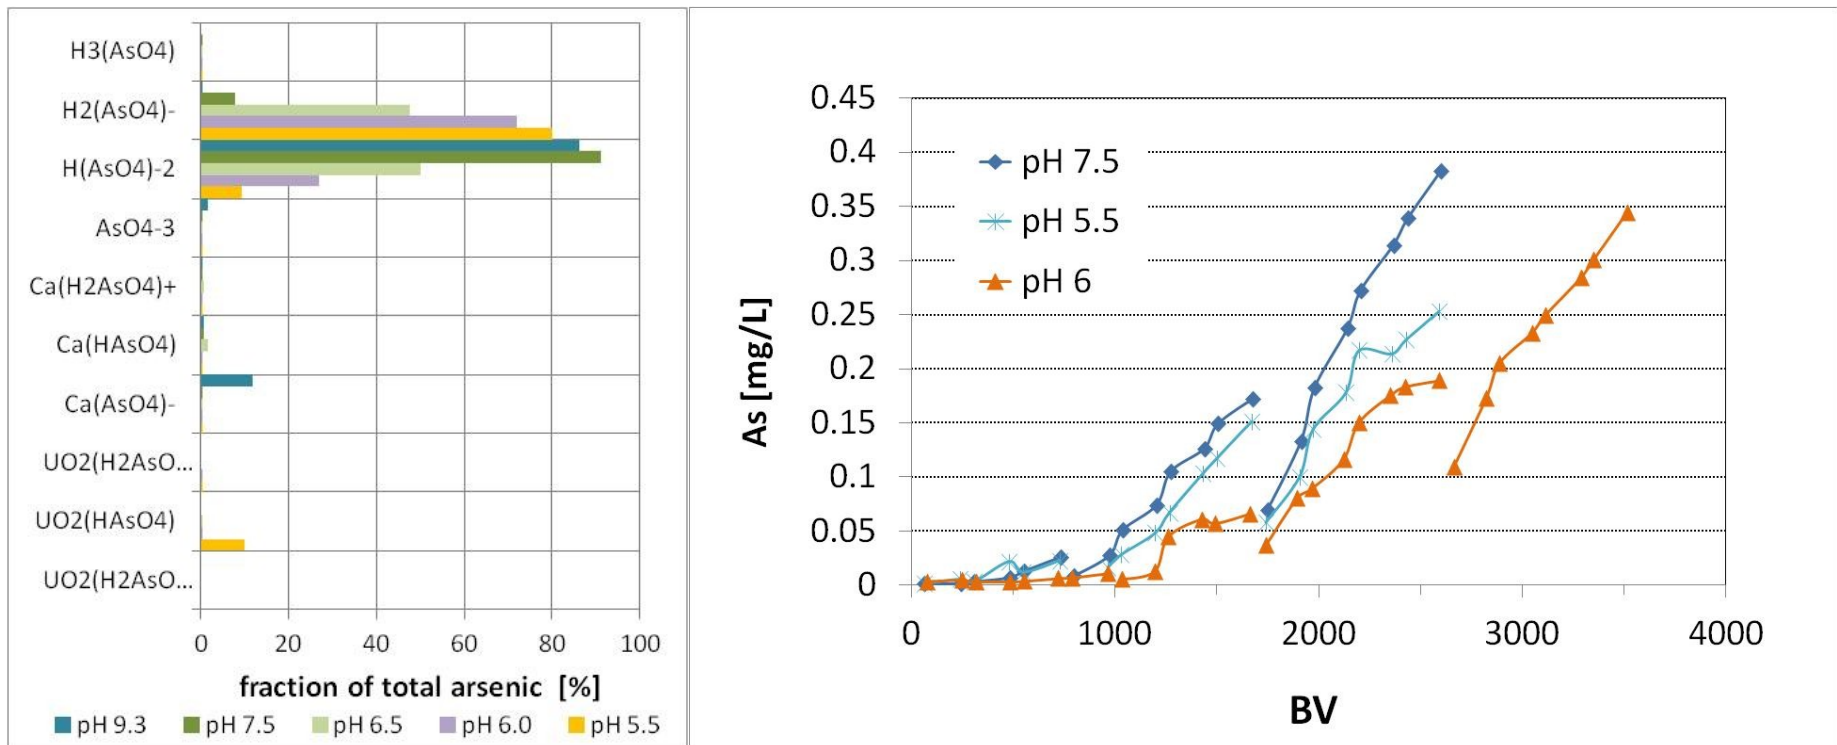 H3(AsO4)
H2(AsO4)-
H(AsO4)-2
AsO4-3
Ca(H2AsO4)+
Ca(HAsO4)
Ca(AsO4)-
UO2(H2AsO...
UO2(HAsO4)
UO2(H2AsO...
0 20 40 60 80 100
fraction of total arsenic [%]
pH 9.3 pH 7.5 pH 6.5 pH 6.0 pH 5.5
As [mg/L]
0.45
0.4
0.35
0.3
0.25
0.2
0.15
0.1
0.05
0
pH 7.5
pH 5.5
pH 6
0 1000 2000 3000 4000
BV